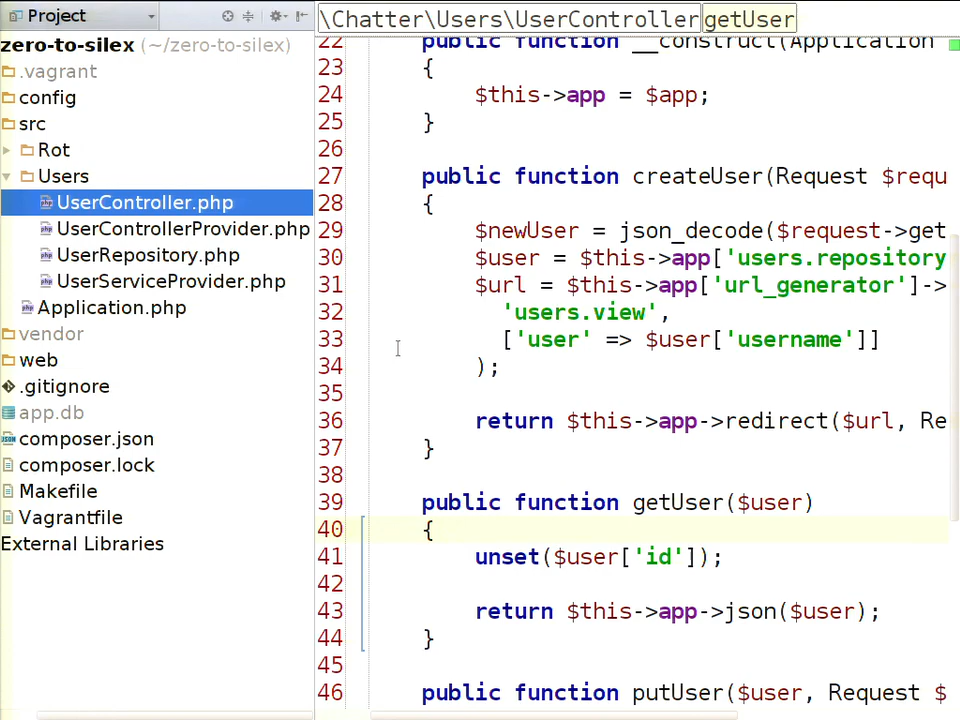 Project
\Chatter\Users\UserController getUser
zero-to-silex (~/zero-to-silex)
.vagrant
config
src
Rot
Users
UserController.php
UserControllerProvider.php
UserRepository.php
UserServiceProvider.php
Application.php
vendor
web
.gitignore
app.db
composer.json
composer.lock
Makefile
Vagrantfile
External Libraries
22 public function __construct(Application
23 {
24 $this->app = $app;
25 }
26
27 public function createUser(Request $requ
28 {
29 $newUser = json_decode($request->get
30 $user = $this->app['users.repository
31 $url = $this->app['url_generator']->
32 'users.view',
33 ['user' => $user['username']]
34 );
35
36 return $this->app->redirect($url, Re
37 }
38
39 public function getUser($user)
40 {
41 unset($user['id']);
42
43 return $this->app->json($user);
44 }
45
46 public function putUser($user, Request $